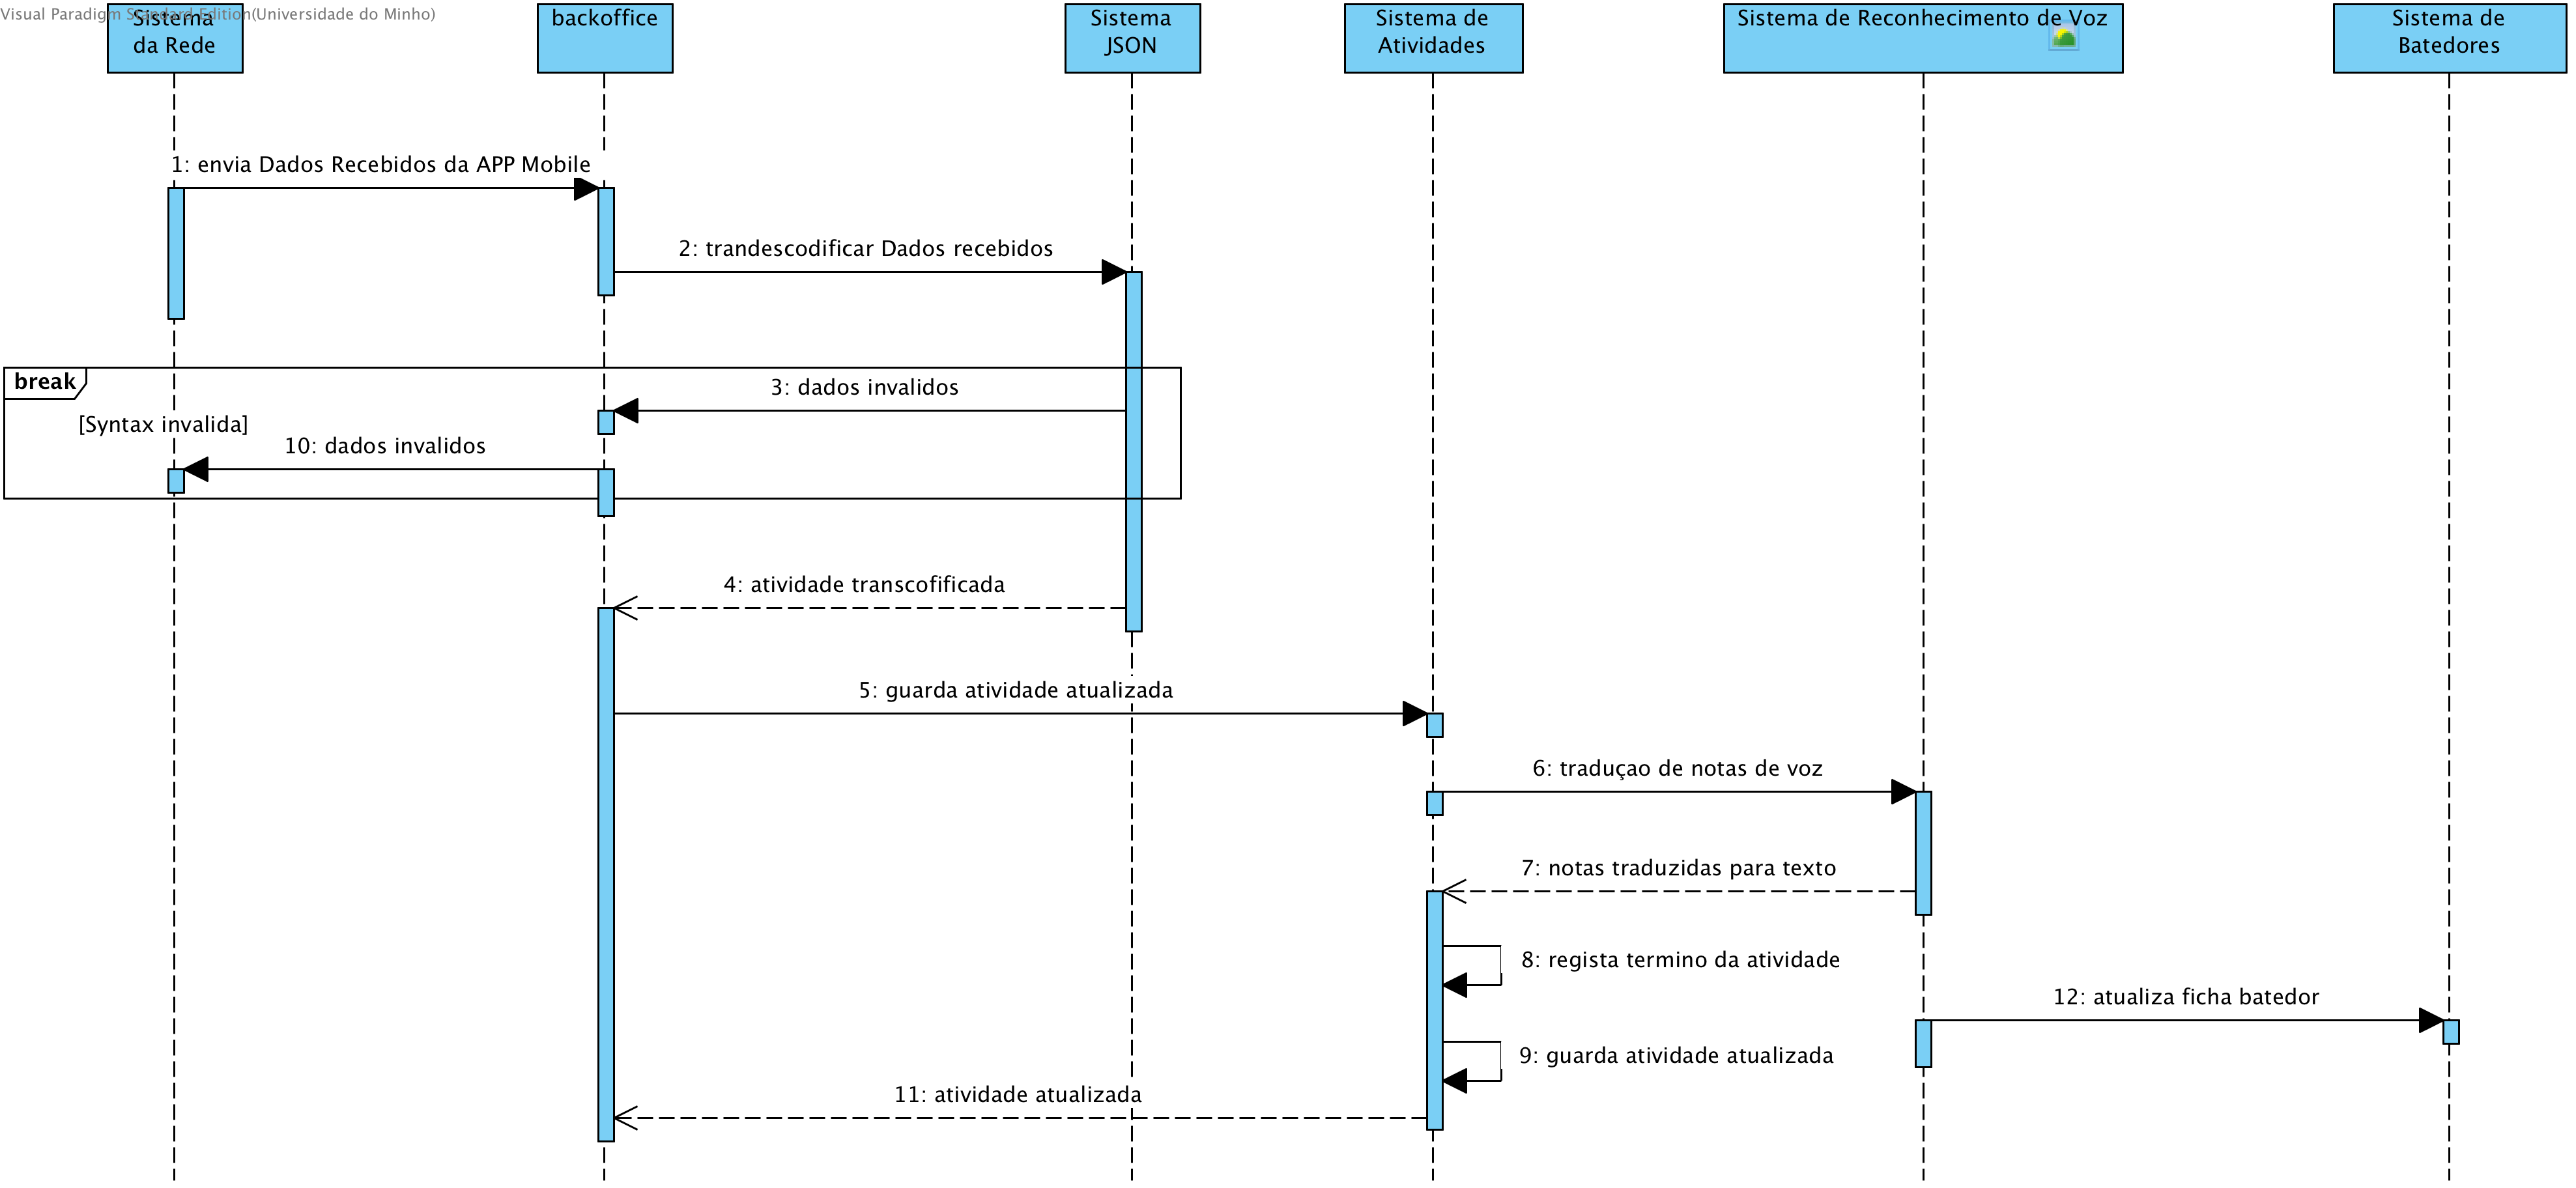 Visual Paradigm Standard Edition(Universidade do Minho)
Sistema
da Rede
backoffice
Sistema
JSON
Sistema de
Atividades
Sistema de Reconhecimento de Voz
Sistema de
Batedores
1: envia Dados Recebidos da APP Mobile
2: trandescodificar Dados recebidos
break
3: dados invalidos
[Syntax invalida]
10: dados invalidos
4: atividade transcofificada
5: guarda atividade atualizada
6: traduçao de notas de voz
7: notas traduzidas para texto
8: regista termino da atividade
12: atualiza ficha batedor
9: guarda atividade atualizada
11: atividade atualizada